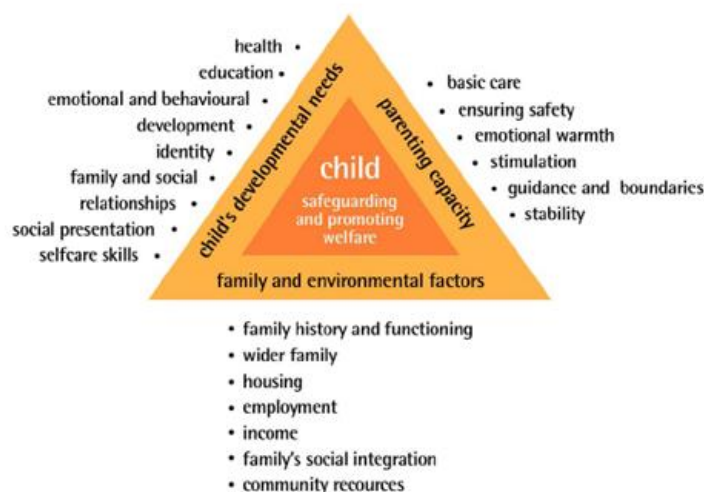 health •
education •
emotional and behavioural •
development •
identity •
family and social •
relationships •
social presentation •
selfcare skills •
child's developmental needs
parenting capacity
child
safeguarding
and promoting
welfare
family and environmental factors
• basic care
• ensuring safety
• emotional warmth
• stimulation
• guidance and boundaries
• stability
• family history and functioning
• wider family
• housing
• employment
• income
• family's social integration
• community recources